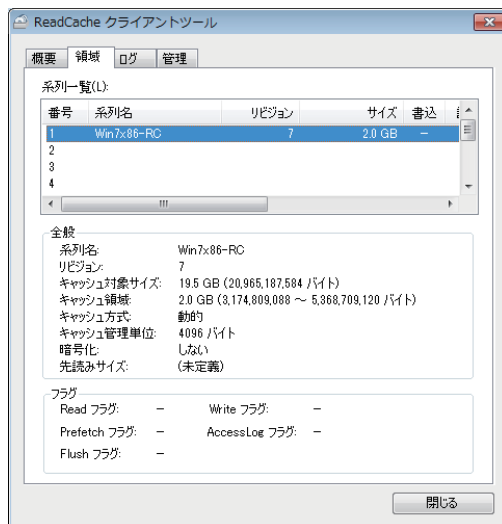 ReadCache クライアントツール
概要 領域 ログ 管理
系列一覧(L):
番号 系列名 リビジョン サイズ 書込
1 Win7x86-RC 7 2.0 GB －
2
3
4
全般
系列名: Win7x86-RC
リビジョン: 7
キャッシュ対象サイズ: 19.5 GB (20,965,187,584 バイト)
キャッシュ領域: 2.0 GB (3,174,809,088 ～ 5,368,709,120 バイト)
キャッシュ方式: 動的
キャッシュ管理単位: 4096 バイト
暗号化: しない
先読みサイズ: (未定義)
フラグ
Read フラグ: － Write フラグ: －
Prefetch フラグ: － AccessLog フラグ: －
Flush フラグ: －
閉じる